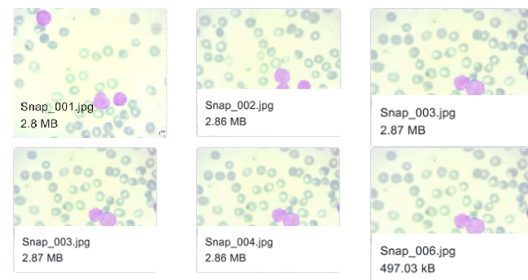 Snap_001.jpg
2.8 MB
Snap_002.jpg
2.86 MB
Snap_003.jpg
2.87 MB
Snap_003.jpg
2.87 MB
Snap_004.jpg
2.86 MB
Snap_006.jpg
497.03 kB